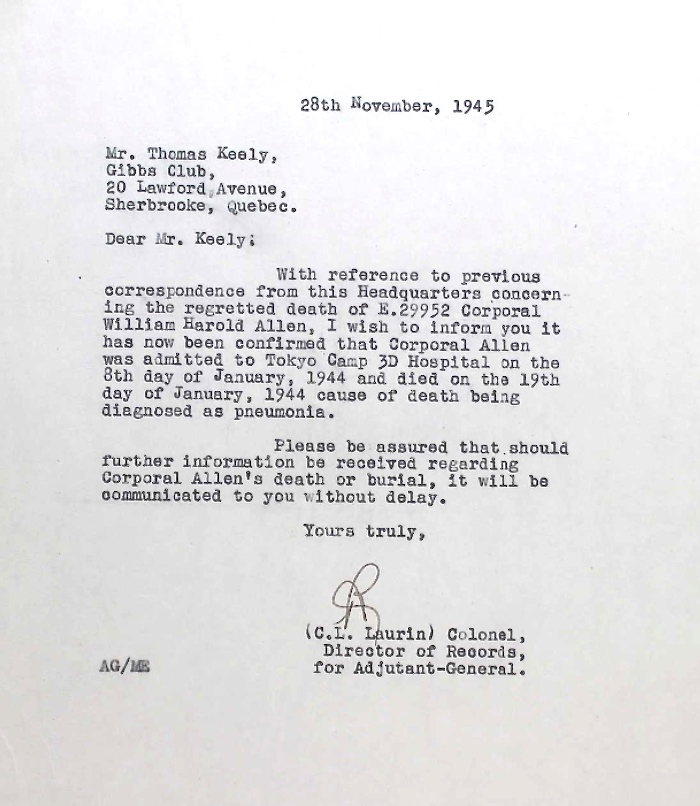 28th November, 1945
Mr. Thomas Keely,
Gibbs Club,
20 Lawford Avenue,
Sherbrooke, Quebec.
Dear Mr. Keely;
With reference to previous
correspondence from this Headquarters concern-
ing the regretted death of E.29952 Corporal
William Harold Allen, I wish to inform you it
has now been confirmed that Corporal Allen
was admitted to Tokyo Camp 3D Hospital on the
8th day of January, 1944 and died on the 19th
day of January, 1944 cause of death being
diagnosed as pneumonia.
Please be assured that should
further information be received regarding
Corporal Allen's death or burial, it will be
communicated to you without delay.
Yours truly,
(C.L. Laurin) Colonel,
Director of Records,
for Adjutant-General.
AG/ME